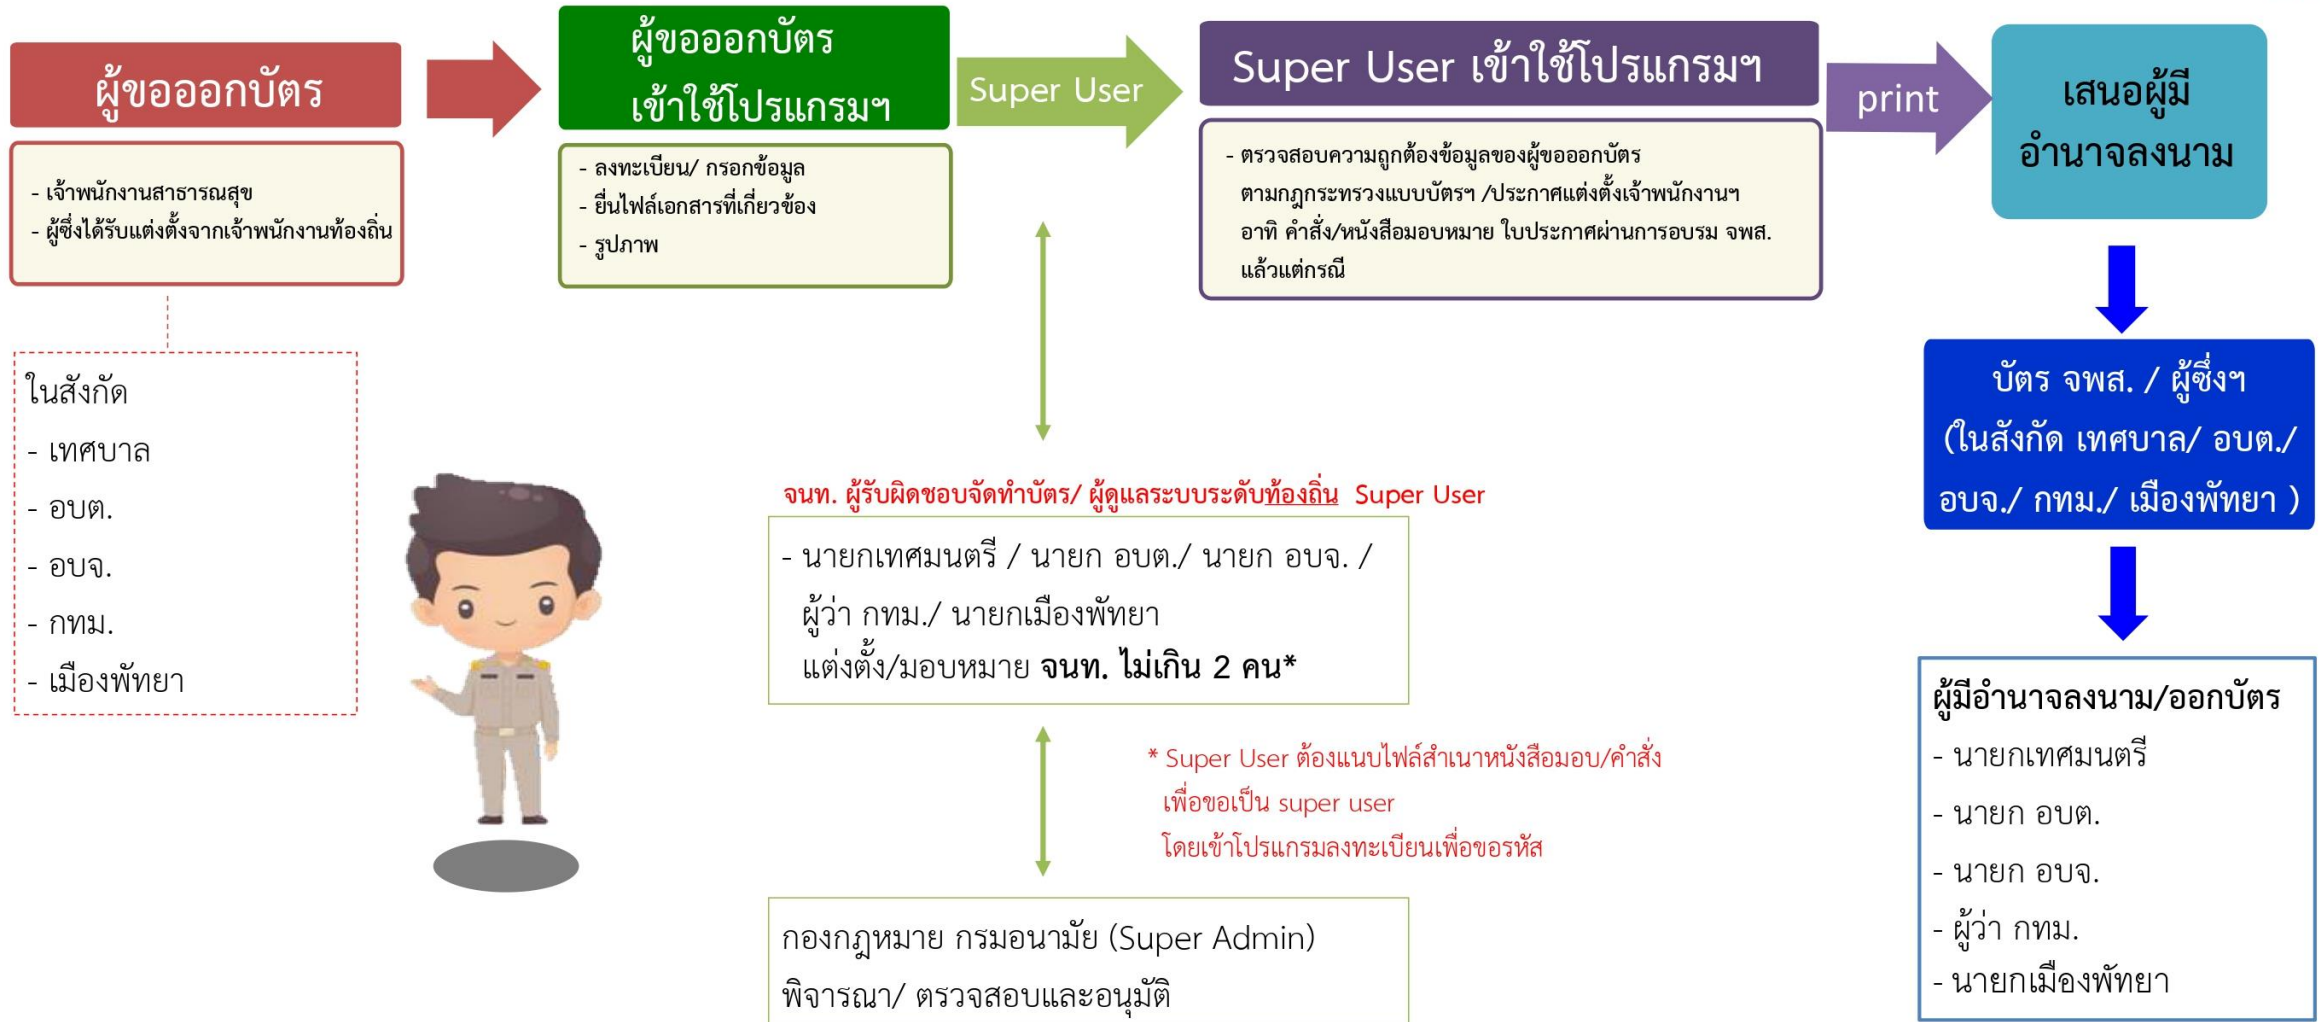 ผู้ขอออกบัตร
- เจ้าพนักงานสาธารณสุข
- ผู้ซึ่งได้รับแต่งตั้งจากเจ้าพนักงานท้องถิ่น
ในสังกัด
- เทศบาล
- อบต.
- อบจ.
- กทม.
- เมืองพัทยา
ผู้ขอออกบัตร
เข้าใช้โปรแกรมฯ
- ลงทะเบียน/ กรอกข้อมูล
- ยื่นไฟล์เอกสารที่เกี่ยวข้อง
- รูปภาพ
Super User
จนท. ผู้รับผิดชอบจัดทำบัตร/ ผู้ดูแลระบบระดับท้องถิ่น Super User
- นายกเทศมนตรี / นายก อบต./ นายก อบจ. /
ผู้ว่า กทม./ นายกเมืองพัทยา
แต่งตั้ง/มอบหมาย จนท. ไม่เกิน 2 คน*
* Super User ต้องแนบไฟล์สำเนาหนังสือมอบ/คำสั่ง
เพื่อขอเป็น super user
โดยเข้าโปรแกรมลงทะเบียนเพื่อขอรหัส
กองกฎหมาย กรมอนามัย (Super Admin)
พิจารณา/ ตรวจสอบและอนุมัติ
Super User เข้าใช้โปรแกรมฯ
- ตรวจสอบความถูกต้องข้อมูลของผู้ขอออกบัตร
ตามกฎกระทรวงแบบบัตรฯ /ประกาศแต่งตั้งเจ้าพนักงานฯ
อาทิ คำสั่ง/หนังสือมอบหมาย ใบประกาศผ่านการอบรม จพส.
แล้วแต่กรณี
print
เสนอผู้มี
อำนาจลงนาม
บัตร จพส. / ผู้ซึ่งฯ
(ในสังกัด เทศบาล/ อบต./
อบจ./ กทม./ เมืองพัทยา )
ผู้มีอำนาจลงนาม/ออกบัตร
- นายกเทศมนตรี
- นายก อบต.
- นายก อบจ.
- ผู้ว่า กทม.
- นายกเมืองพัทยา